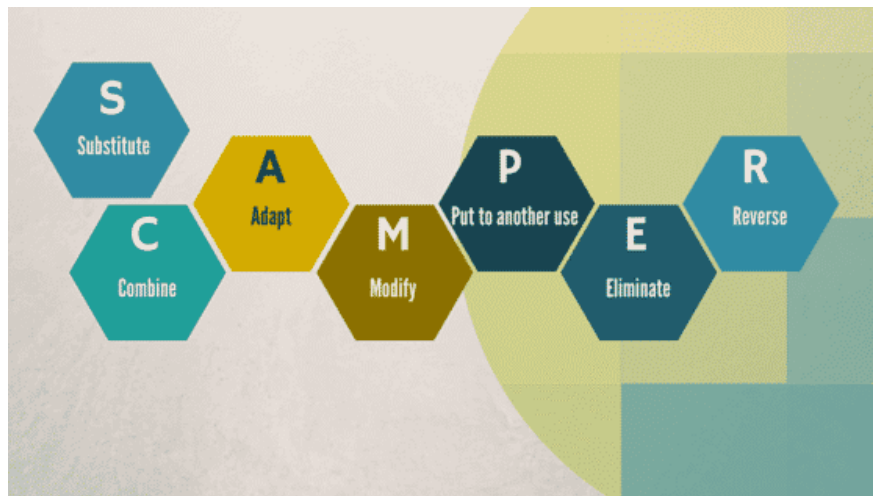 S
Substitute
C
Combine
A
Adapt
M
Modify
P
Put to another use
E
Eliminate
R
Reverse